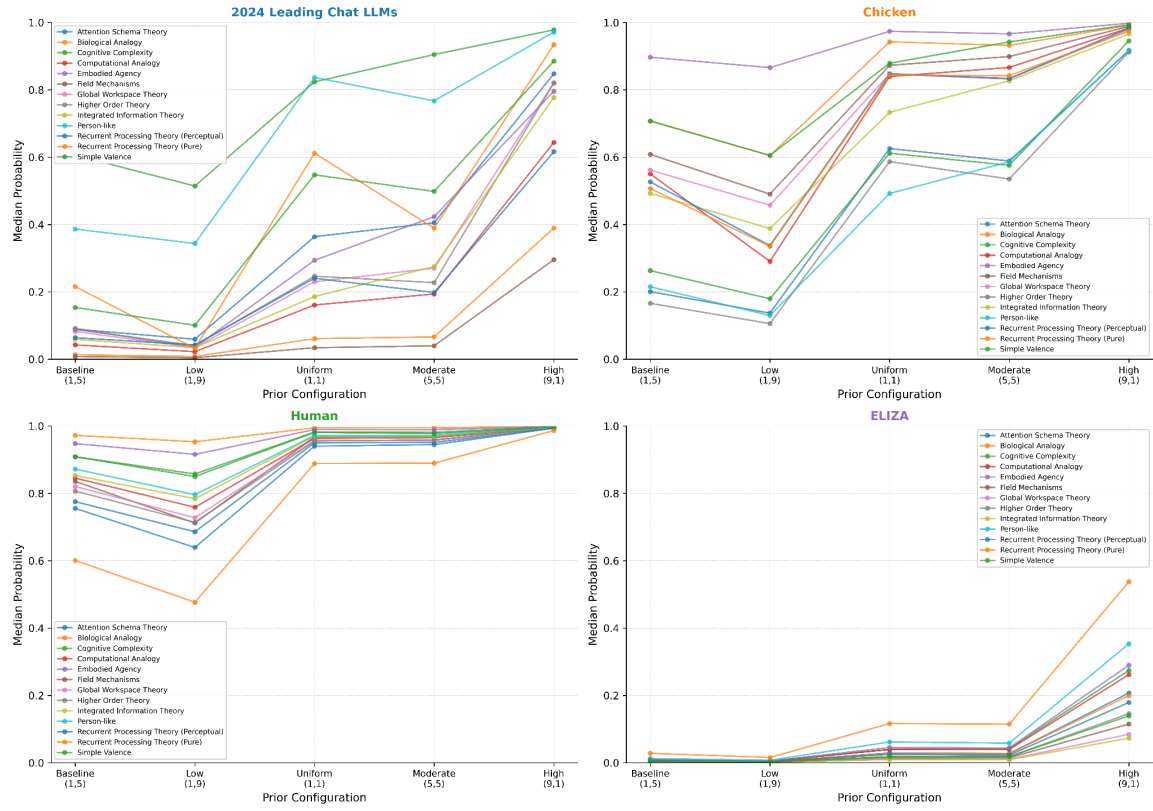 2024 Leading Chat LLMs
Median Probability
1.0
0.8
0.6
0.4
0.2
0.0
Attention Schema Theory
Biological Analogy
Cognitive Complexity
Computational Analogy
Embodied Agency
Field Mechanisms
Global Workspace Theory
Higher Order Theory
Integrated Information Theory
Person-like
Recurrent Processing Theory (Perceptual)
Recurrent Processing Theory (Pure)
Simple Valence
Baseline
(1,5)
Low
(1,9)
Uniform
(1,1)
Moderate
(5,5)
High
(9,1)
Prior Configuration
Chicken
Median Probability
1.0
0.8
0.6
0.4
0.2
0.0
Attention Schema Theory
Biological Analogy
Cognitive Complexity
Computational Analogy
Embodied Agency
Field Mechanisms
Global Workspace Theory
Higher Order Theory
Integrated Information Theory
Person-like
Recurrent Processing Theory (Perceptual)
Recurrent Processing Theory (Pure)
Simple Valence
Baseline
(1,5)
Low
(1,9)
Uniform
(1,1)
Moderate
(5,5)
High
(9,1)
Prior Configuration
Human
Median Probability
1.0
0.8
0.6
0.4
0.2
0.0
Attention Schema Theory
Biological Analogy
Cognitive Complexity
Computational Analogy
Embodied Agency
Field Mechanisms
Global Workspace Theory
Higher Order Theory
Integrated Information Theory
Person-like
Recurrent Processing Theory (Perceptual)
Recurrent Processing Theory (Pure)
Simple Valence
Baseline
(1,5)
Low
(1,9)
Uniform
(1,1)
Moderate
(5,5)
High
(9,1)
Prior Configuration
ELIZA
Median Probability
1.0
0.8
0.6
0.4
0.2
0.0
Attention Schema Theory
Biological Analogy
Cognitive Complexity
Computational Analogy
Embodied Agency
Field Mechanisms
Global Workspace Theory
Higher Order Theory
Integrated Information Theory
Person-like
Recurrent Processing Theory (Perceptual)
Recurrent Processing Theory (Pure)
Simple Valence
Baseline
(1,5)
Low
(1,9)
Uniform
(1,1)
Moderate
(5,5)
High
(9,1)
Prior Configuration